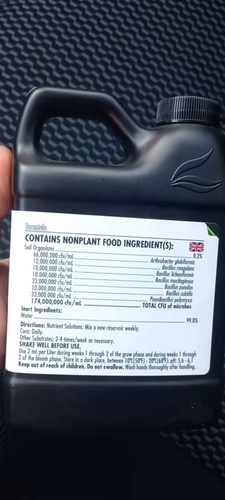 CONTAINS NONPLANT FOOD INGREDIENT(S):
Soil Organisms 0.2%
66,000,000 cfu/mL Arthrobacter globiformis
12,000,000 cfu/mL Bacillus coagulans
10,000,000 cfu/mL Bacillus licheniformis
10,000,000 cfu/mL Bacillus mucilaginous
33,000,000 cfu/mL Bacillus pumilus
10,000,000 cfu/mL Bacillus subtilis
33,000,000 cfu/mL Paenibacillus polymyxa
174,000,000 cfu/mL TOTAL CFU of microbes
Inert Ingredients:
Water 99.8%
Directions: Nutrient Solutions: Mix a new reservoir weekly.
Coco: Daily.
Other Substrates: 2-4 times/week as necessary.
SHAKE WELL BEFORE USE.
Use 2 mL per Liter during weeks 1 through 2 of the grow phase and during weeks 1 through
2 of the bloom phase. Store in a dark place, between 10°C(50°F) - 20°C(68°F). pH: 5,6 - 6,1
Keep out of reach of children. Do not swallow. Wash hands thoroughly after handling.